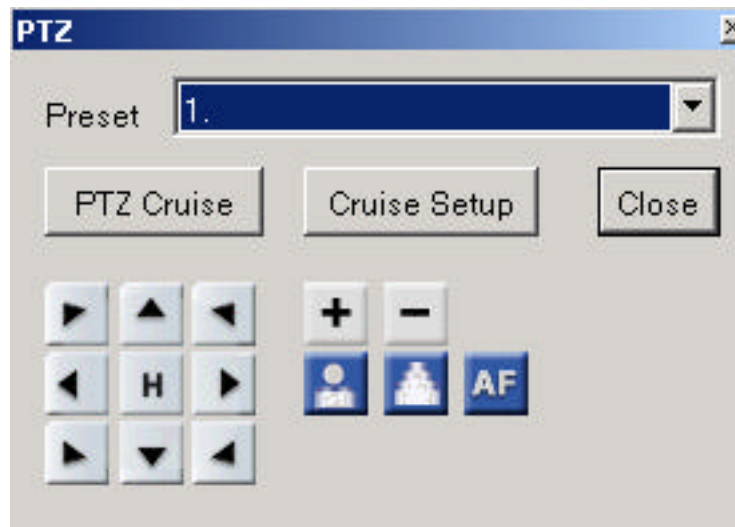 PTZ
Preset 1.
PTZ Cruise Cruise Setup Close
+ −
H
AF